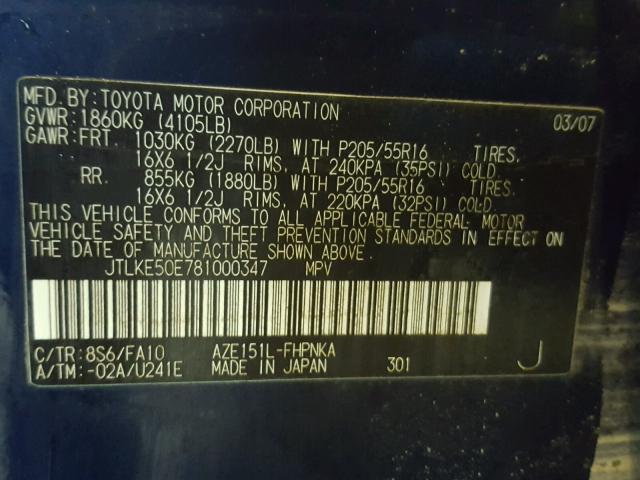 MFD.BY:TOYOTA MOTOR CORPORATION 03/07
GVWR:1860KG (4105LB)
GAWR:FRT. 1030KG (2270LB) WITH P205/55R16 TIRES,
16X6 1/2J RIMS, AT 240KPA (35PSI) COLD.
RR. 855KG (1880LB) WITH P205/55R16 TIRES,
16X6 1/2J RIMS, AT 220KPA (32PSI) COLD.
THIS VEHICLE CONFORMS TO ALL APPLICABLE FEDERAL MOTOR
VEHICLE SAFETY AND THEFT PREVENTION STANDARDS IN EFFECT ON
THE DATE OF MANUFACTURE SHOWN ABOVE.
JTLKE50E781000347 MPV
C/TR:8S6/FA10 AZE151L-FHPNKA
A/TM:-02A/U241E MADE IN JAPAN 301 J